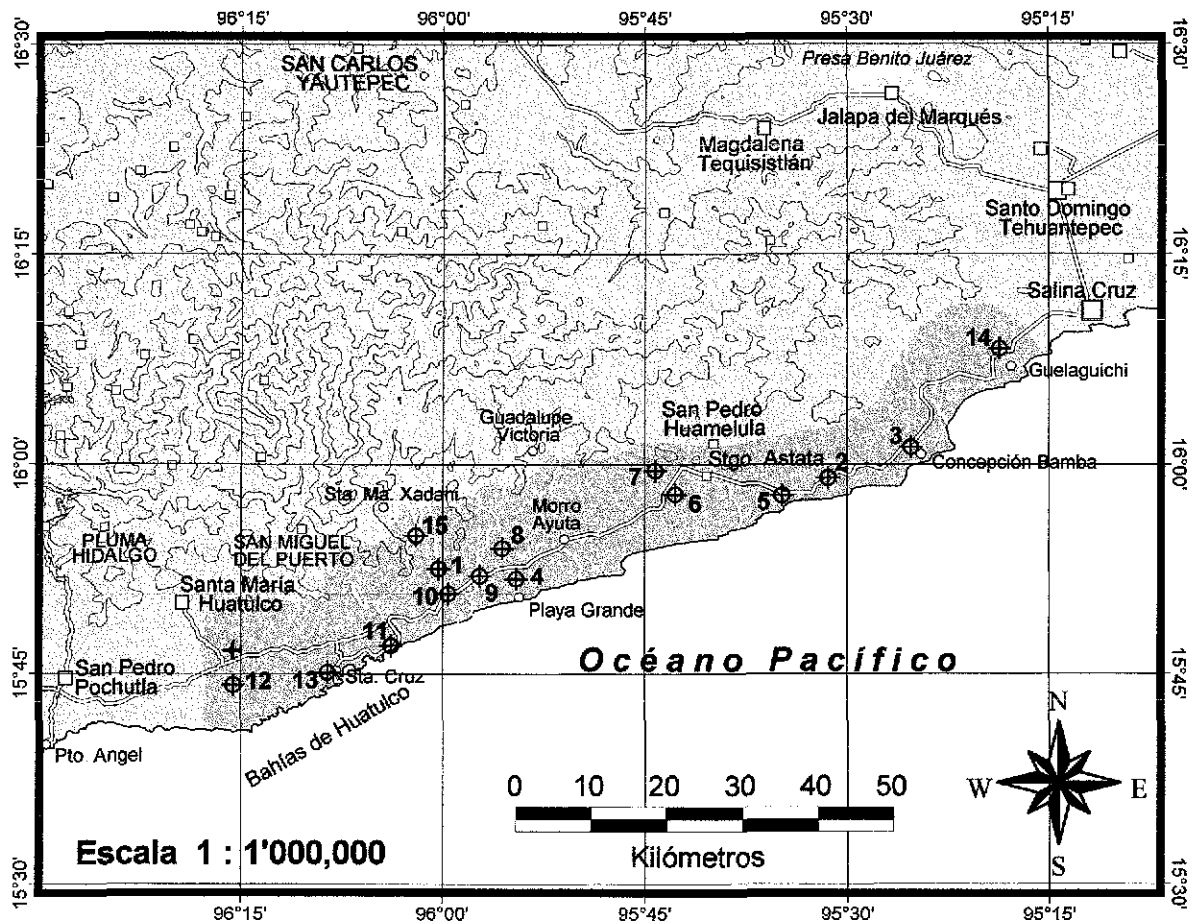 96°15'
96°00'
95°45'
95°30'
95°15'
16°30'
16°30'
SAN CARLOS
YAUTEPEC
Presa Benito Juárez
Jalapa del Marqués
Magdalena
Tequisistlán
Santo Domingo
Tehuantepec
16°15'
16°15'
Salina Cruz
14
Guelaguichi
Guadalupe
Victoria
San Pedro
Huamelula
3
16°00'
16°00'
7
Stgo. Astata
2
Concepción Bamba
6
5
Sta. Ma. Xadani
Morro
Ayuta
15
8
PLUMA
HIDALGO
SAN MIGUEL
DEL PUERTO
1
Santa María
Huatulco
10
9
4
Playa Grande
11
Océano Pacífico
15°45'
15°45'
San Pedro
Pochutla
12
13
Sta. Cruz
Bahías de Huatulco
Pto. Angel
N
W
E
S
0
10
20
30
40
50
Kilómetros
Escala 1 : 1'000,000
15°30'
15°30'
96°15'
96°00'
95°45'
95°30'
95°15'